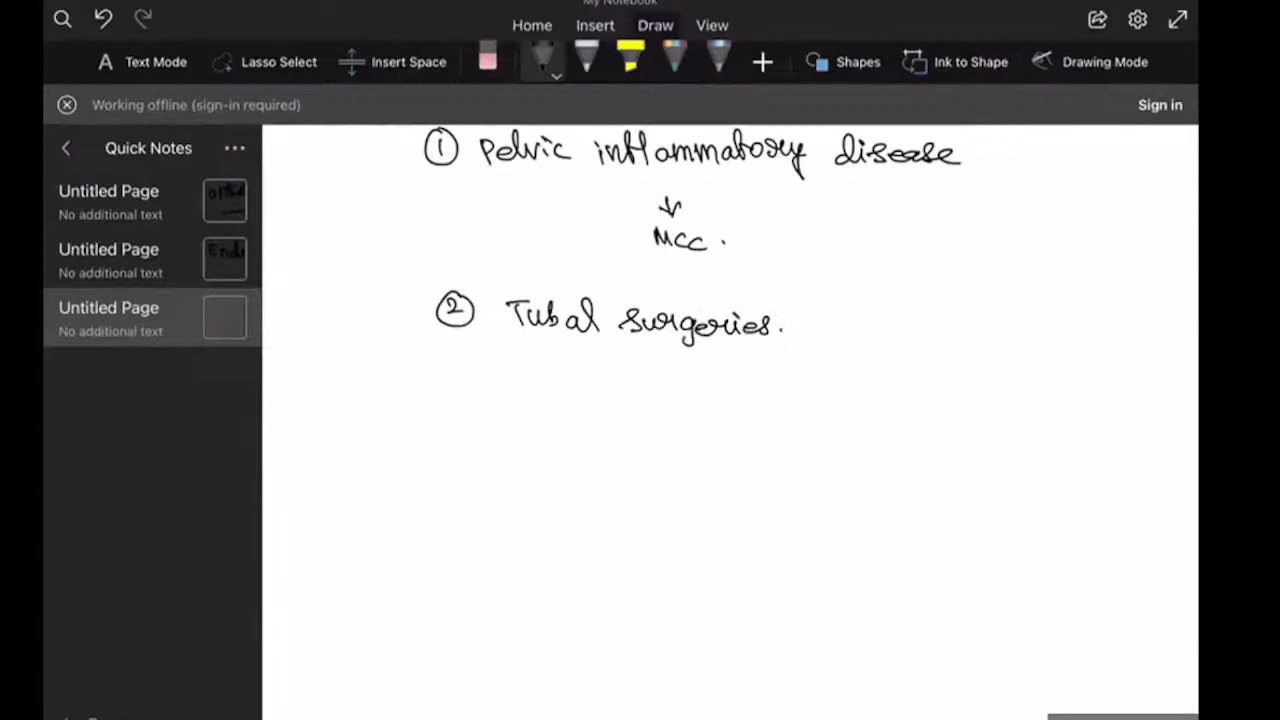 My Notebook
Home Insert Draw View
Text Mode Lasso Select Insert Space Shapes Ink to Shape Drawing Mode
Working offline (sign-in required) Sign in
Quick Notes
Untitled Page
No additional text
Untitled Page
No additional text
Untitled Page
No additional text
① Pelvic inflammatory disease
MCC.
② Tubal surgeries.